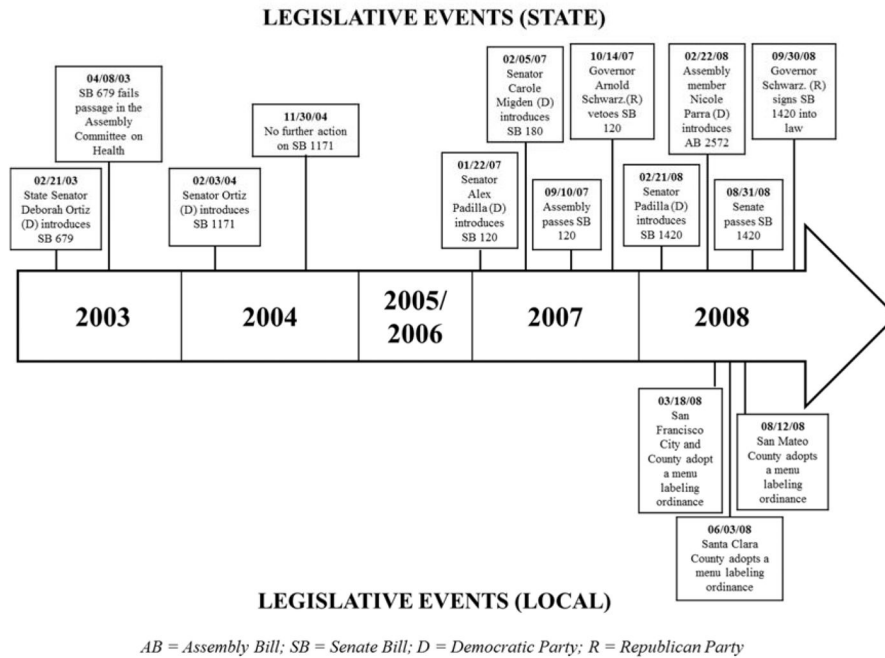 LEGISLATIVE EVENTS (STATE)
04/08/03
SB 679 fails
passage in the
Assembly
Committee on
Health
11/30/04
No further action
on SB 1171
02/05/07
Senator
Carole
Migden (D)
introduces
SB 180
10/14/07
Governor
Arnold
Schwarz.(R)
vetoes SB
120
02/22/08
Assembly
member
Nicole
Parra (D)
introduces
AB 2572
09/30/08
Governor
Schwarz. (R)
signs SB
1420 into
law
02/21/03
State Senator
Deborah Ortiz
(D) introduces
SB 679
02/03/04
Senator Ortiz
(D) introduces
SB 1171
01/22/07
Senator
Alex
Padilla (D)
introduces
SB 120
09/10/07
Assembly
passes SB
120
02/21/08
Senator
Padilla (D)
introduces
SB 1420
08/31/08
Senate
passes SB
1420
2003
2004
2005/
2006
2007
2008
03/18/08
San
Francisco
City and
County adopt
a menu
labeling
ordinance
08/12/08
San Mateo
County adopts
a menu
labeling
ordinance
06/03/08
Santa Clara
County adopts a
menu labeling
ordinance
LEGISLATIVE EVENTS (LOCAL)
AB = Assembly Bill; SB = Senate Bill; D = Democratic Party; R = Republican Party